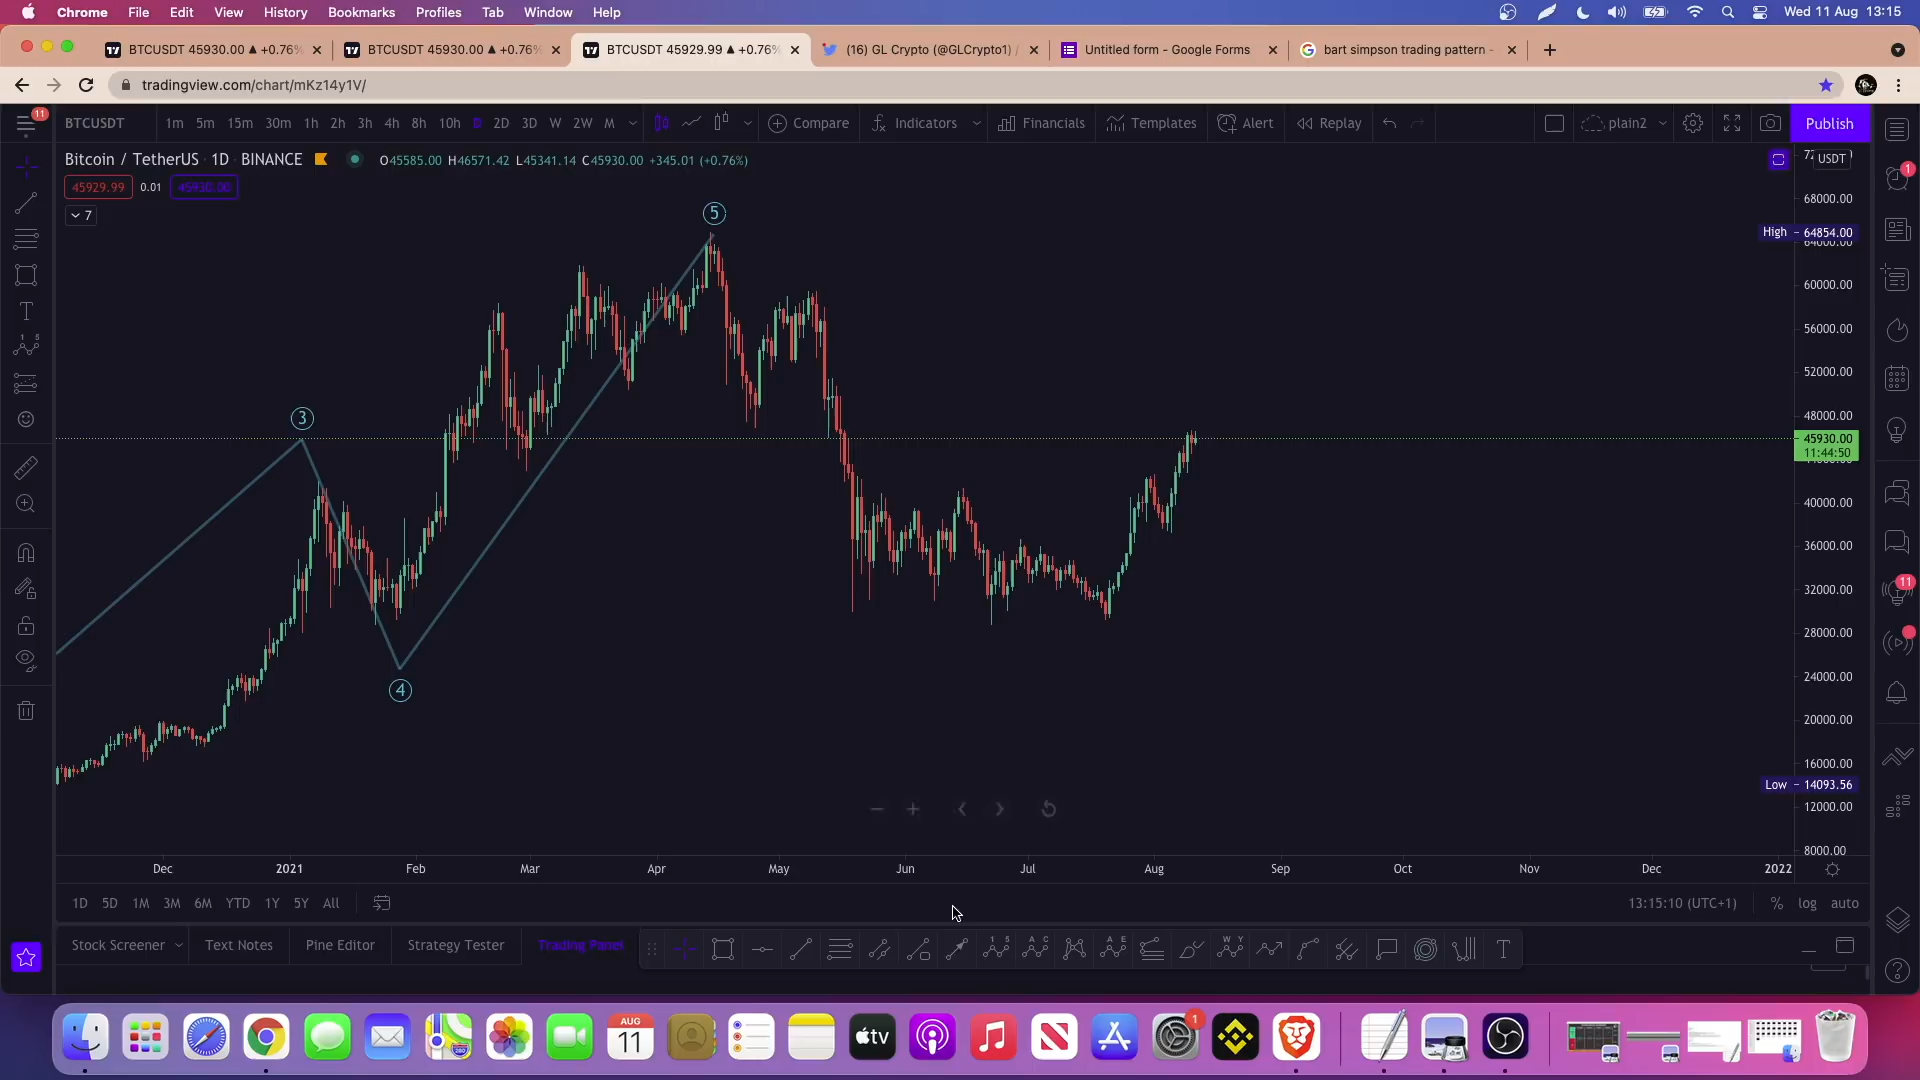 Chrome File Edit View History Bookmarks Profiles Tab Window Help Wed 11 Aug 13:15
BTCUSDT 45930.00 ▲ +0.76% BTCUSDT 45930.00 ▲ +0.76% BTCUSDT 45929.99 ▲ +0.76% (16) GL Crypto (@GLCrypto1) / Untitled form - Google Forms bart simpson trading pattern -
tradingview.com/chart/mKz14y1V/
11 BTCUSDT 1m 5m 15m 30m 1h 2h 3h 4h 8h 10h D 2D 3D W 2W M Compare Indicators Financials Templates Alert Replay plain2 Publish
Bitcoin / TetherUS · 1D · BINANCE O45585.00 H46571.42 L45341.14 C45930.00 +345.01 (+0.76%)
USDT
1
45929.99 0.01 45930.00
7
68000.00
5
High 64854.00
60000.00
56000.00
52000.00
48000.00
3
45930.00
11:44:50
40000.00
36000.00
32000.00
11
28000.00
24000.00
4
20000.00
16000.00
Low 14093.56
12000.00
8000.00
Dec 2021 Feb Mar Apr May Jun Jul Aug Sep Oct Nov Dec 2022
1D 5D 1M 3M 6M YTD 1Y 5Y All 13:15:10 (UTC+1) % log auto
Stock Screener Text Notes Pine Editor Strategy Tester Trading Panel
AUG
11
280
tv
1